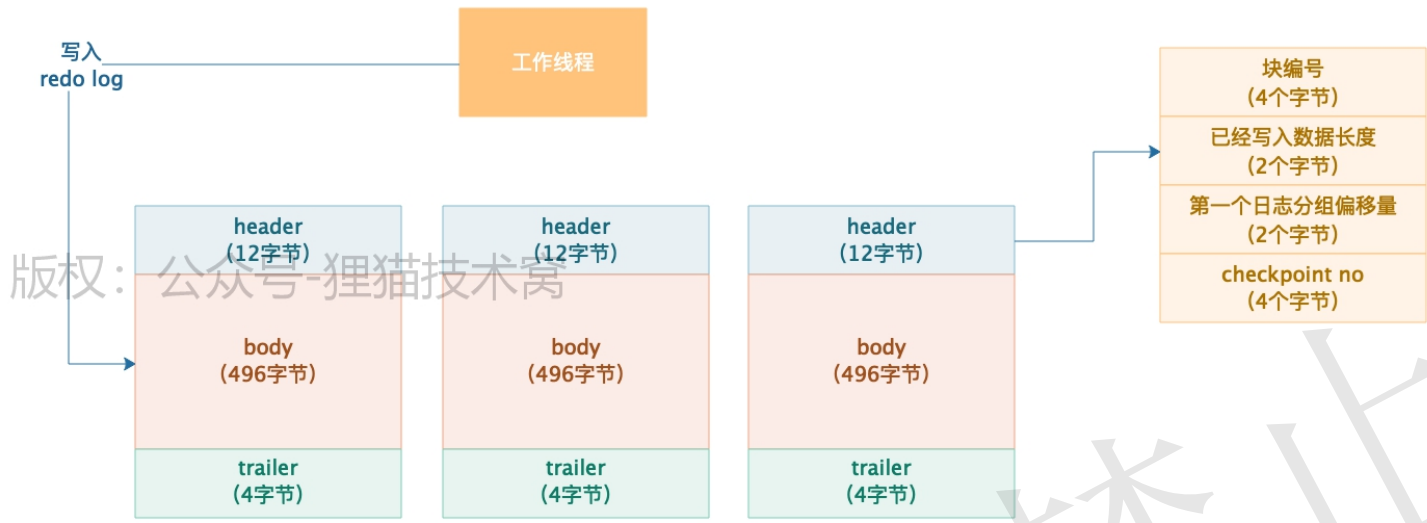 写入
redo log
工作线程
块编号
(4个字节)
已经写入数据长度
(2个字节)
第一个日志分组偏移量
(2个字节)
checkpoint no
(4个字节)
header
(12字节)
header
(12字节)
header
(12字节)
版权：公众号-狸猫技术窝
body
(496字节)
body
(496字节)
body
(496字节)
trailer
(4字节)
trailer
(4字节)
trailer
(4字节)